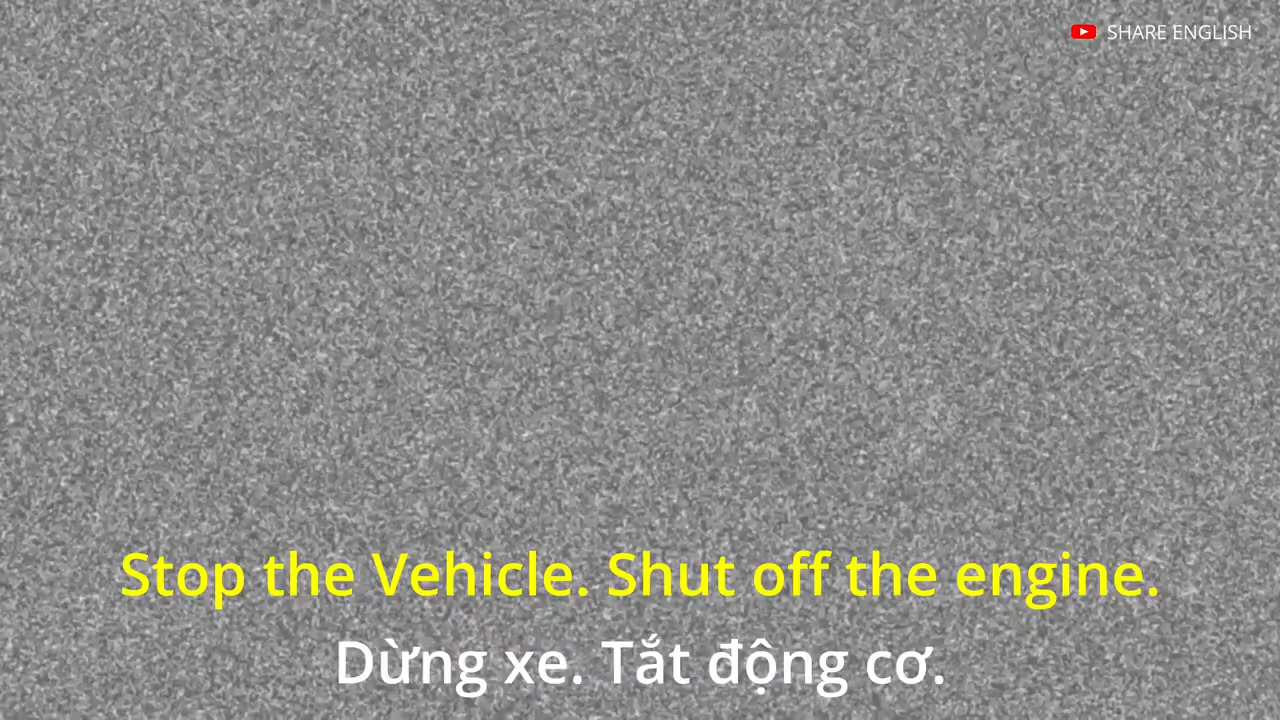 SHARE ENGLISH
Stop the Vehicle. Shut off the engine.
Dừng xe. Tắt động cơ.